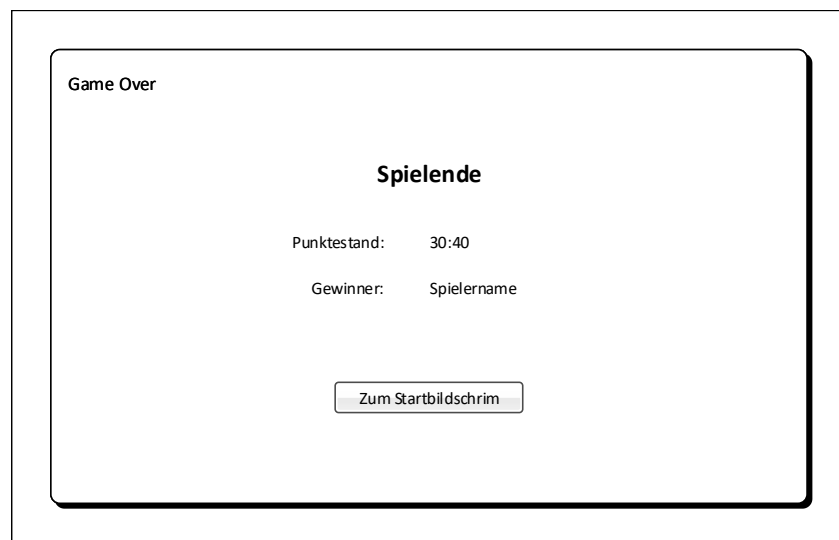 Game Over
Spielende
Punktestand: 30:40
Gewinner: Spielername
Zum Startbildschrim